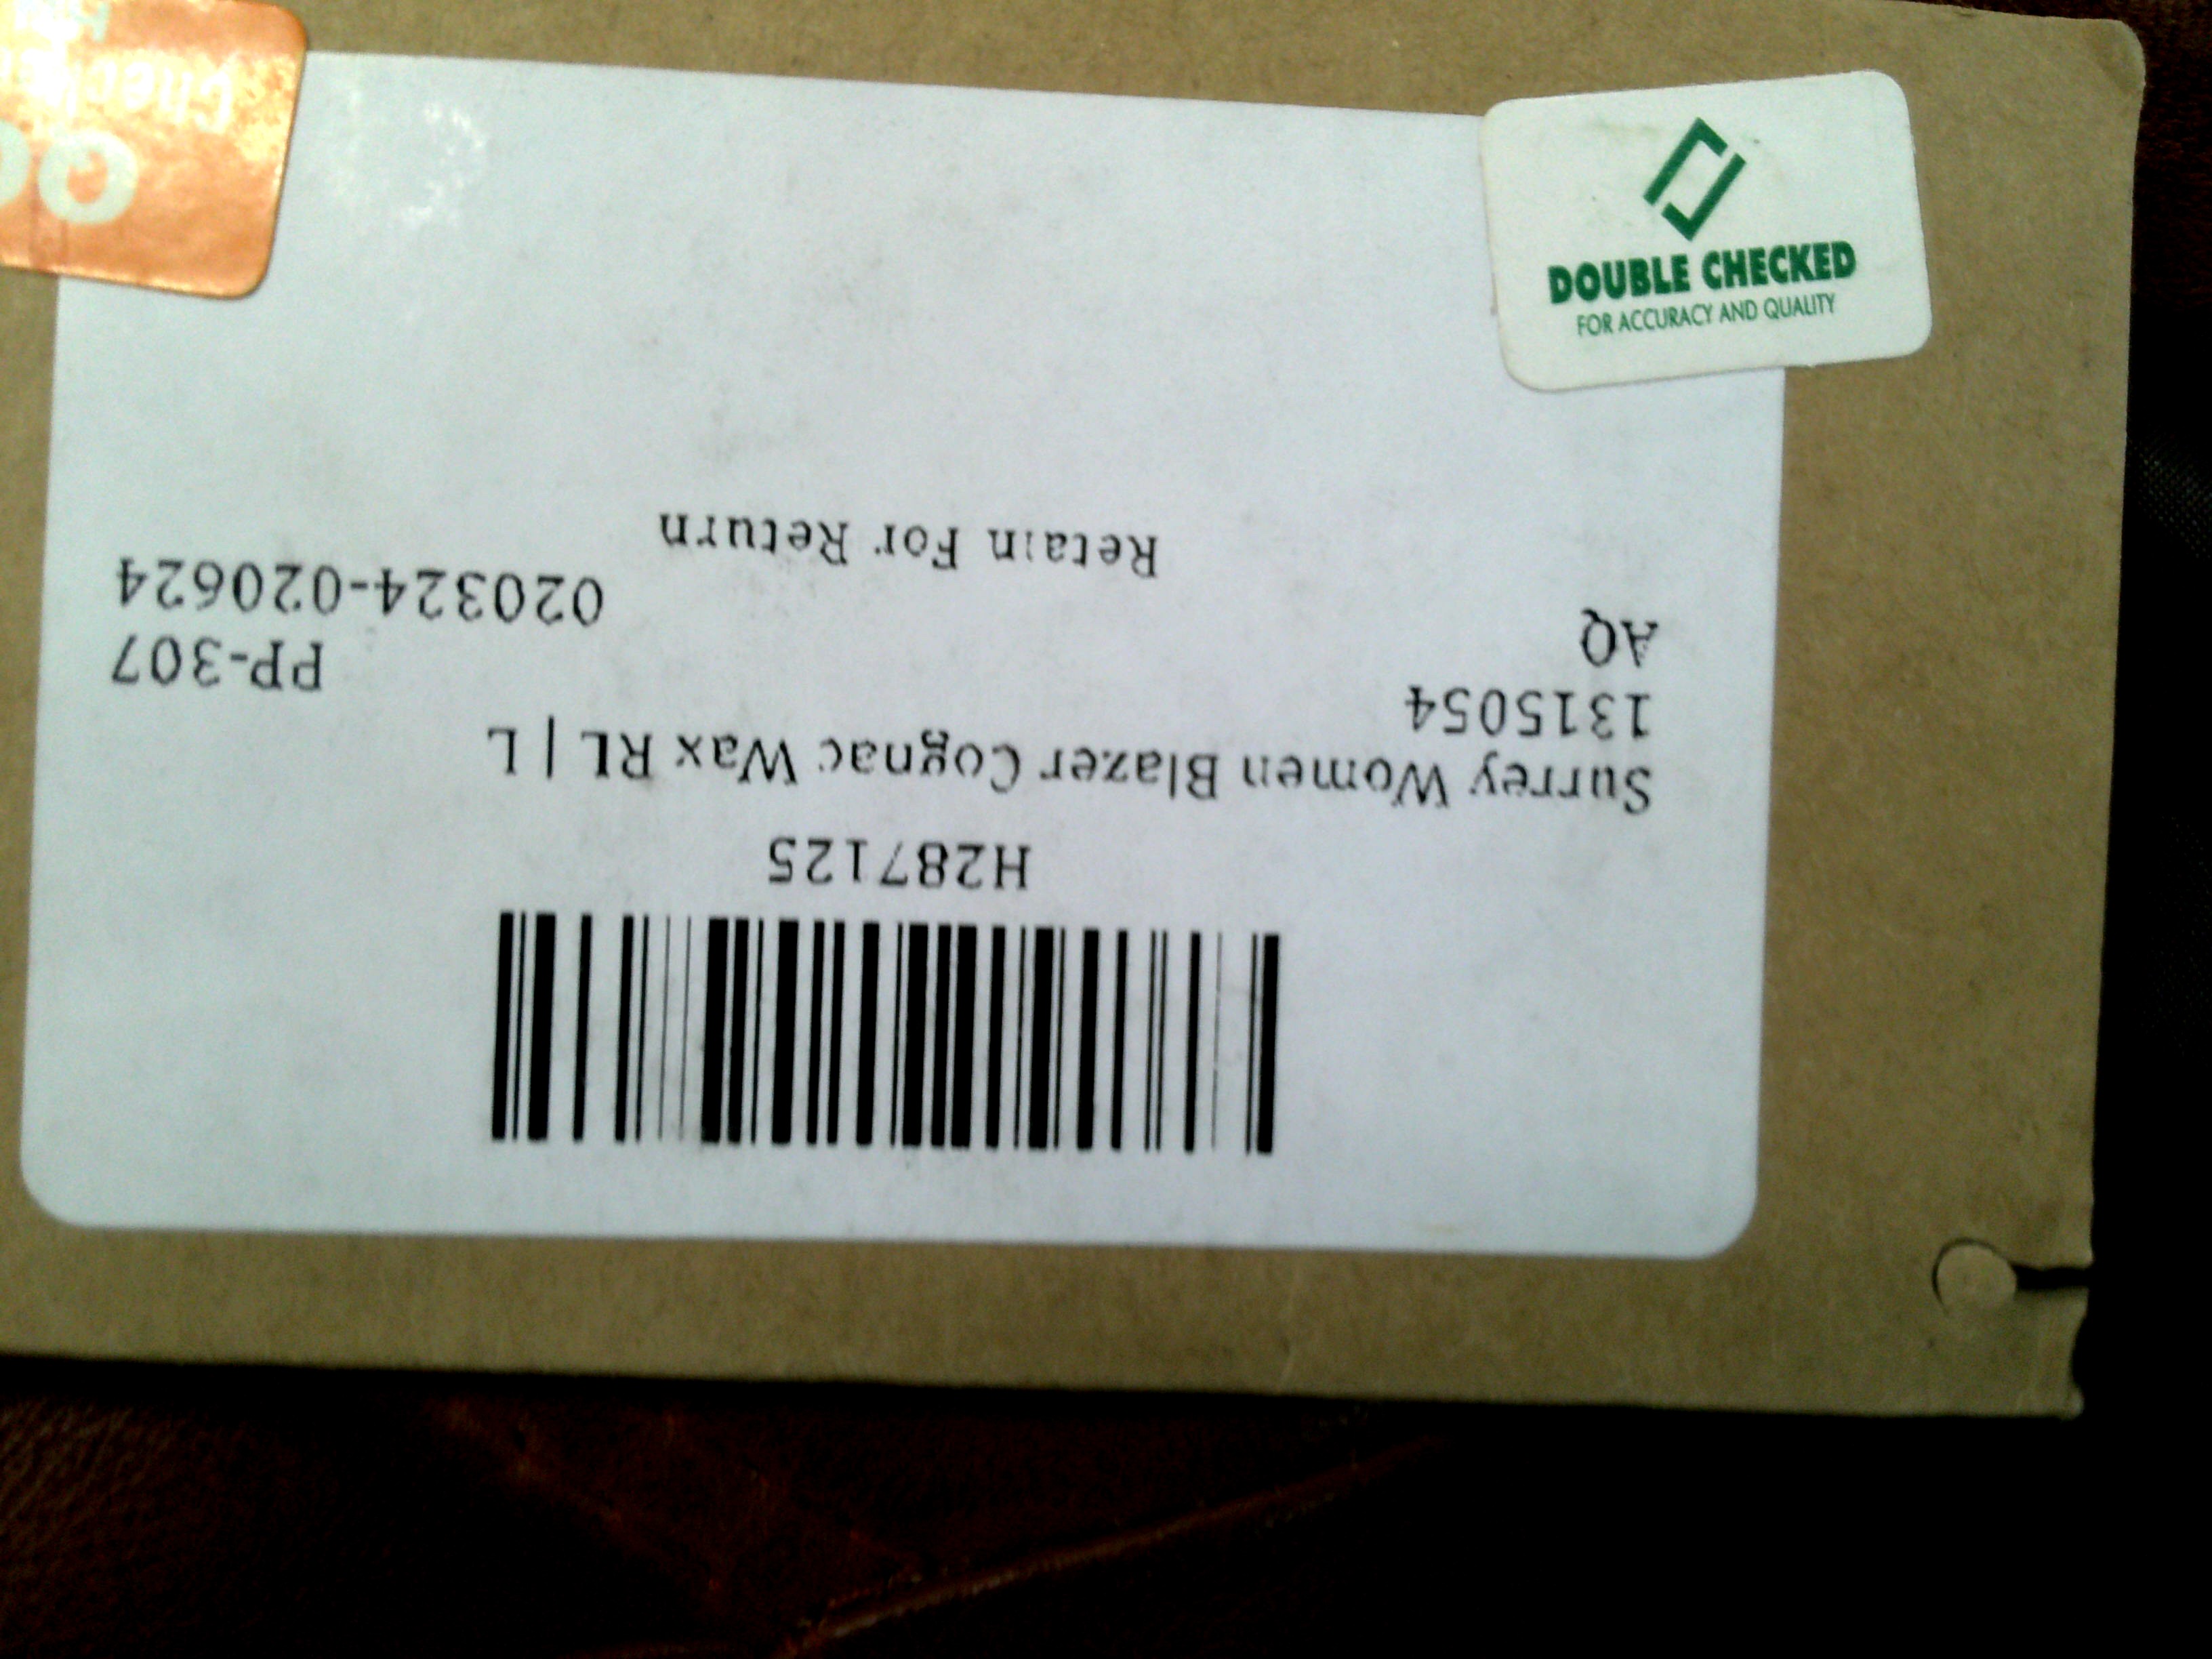 H287125
Surrey Women Blazer Cognac Wax RL | L
1315054
PP-307
AQ
020324-020624
Retain For Return
DOUBLE CHECKED
FOR ACCURACY AND QUALITY